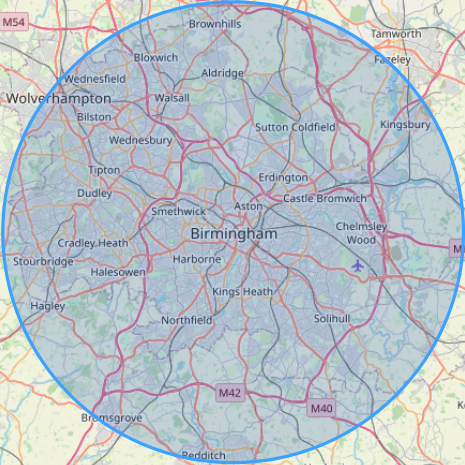 M54
Brownhills
Tamworth
Fazeley
Bloxwich
Wednesfield
Aldridge
Wolverhampton
Walsall
Bilston
Kingsbury
Sutton Coldfield
Wednesbury
Tipton
Erdington
Dudley
Castle Bromwich
Smethwick
Aston
Chelmsley
Wood
Birmingham
Cradley Heath
M
Stourbridge
Harborne
Halesowen
Kings Heath
Hagley
Northfield
Solihull
M42
M40
Bromsgrove
Redditch